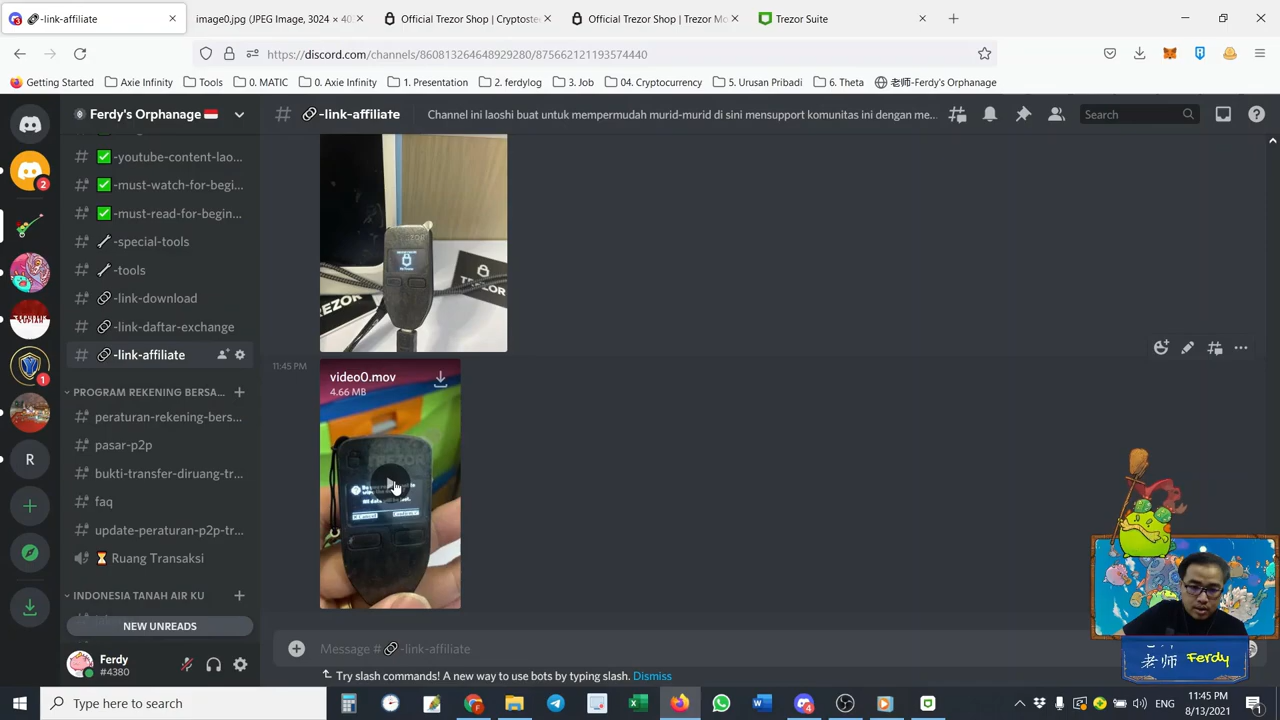 -link-affiliate
image0.jpg (JPEG Image, 3024 × 40
Official Trezor Shop | Cryptoste
Official Trezor Shop | Trezor Mo
Trezor Suite
https://discord.com/channels/860813264648929280/875662121193574440
Getting Started
Axie Infinity
Tools
0. MATIC
0. Axie Infinity
1. Presentation
2. ferdylog
3. Job
04. Cryptocurrency
5. Urusan Pribadi
6. Theta
老师-Ferdy's Orphanage
Ferdy's Orphanage
-link-affiliate
Channel ini laoshi buat untuk mempermudah murid-murid di sini mensupport komunitas ini dengan me...
Search
-youtube-content-lao...
-must-watch-for-begi...
-must-read-for-begin...
-special-tools
-tools
-link-download
-link-daftar-exchange
-link-affiliate
PROGRAM REKENING BERSA...
peraturan-rekening-bers...
pasar-p2p
bukti-transfer-diruang-tr...
faq
update-peraturan-p2p-tr...
Ruang Transaksi
INDONESIA TANAH AIR KU
NEW UNREADS
Ferdy
#4380
TREZOR
11:45 PM
video0.mov
4.66 MB
TREZOR
Message #
-link-affiliate
Try slash commands! A new way to use bots by typing slash. Dismiss
老师 Ferdy
Type here to search
ENG
11:45 PM
8/13/2021